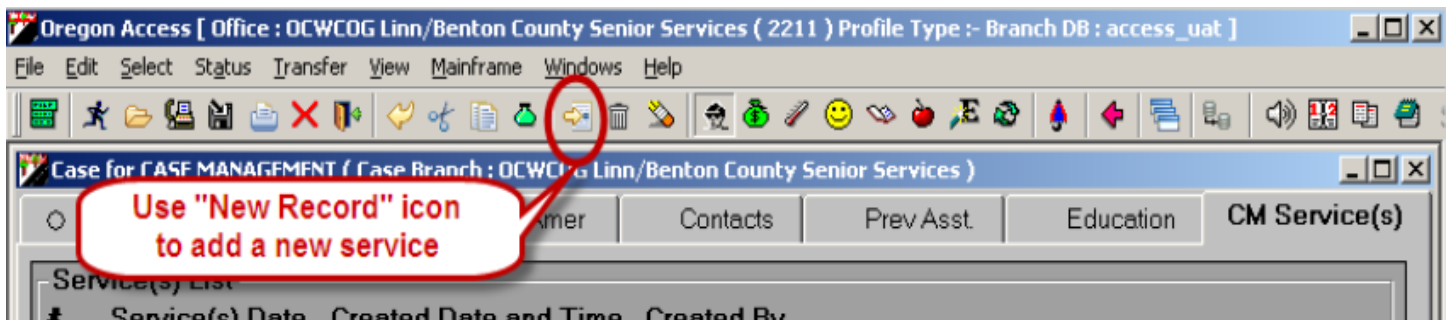 Oregon Access [ Office : OCWCOG Linn/Benton County Senior Services ( 2211 ) Profile Type :- Branch DB : access_uat ]
File Edit Select Status Transfer View Mainframe Windows Help
Case for CASE MANAGEMENT ( Case Branch : OCWCOG Linn/Benton County Senior Services )
Use "New Record" icon
to add a new service
Amer Contacts Prev Asst. Education CM Service(s)
Service(s) List
Service(s) Date Created Date and Time Created By